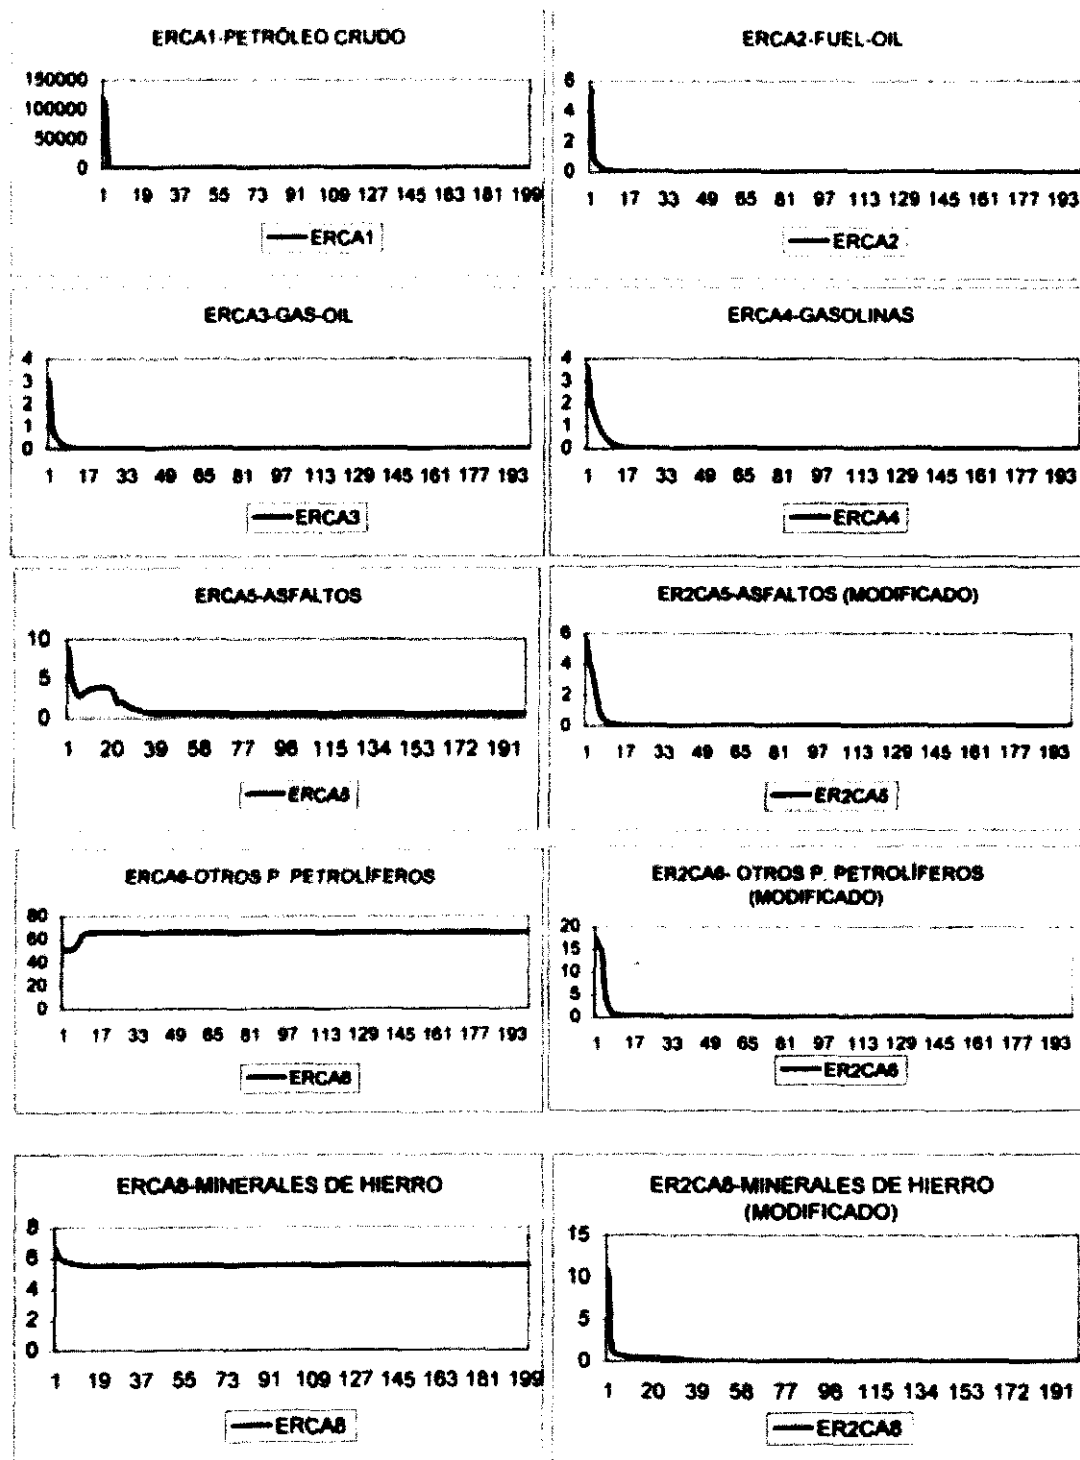 ERCA1-PETRÓLEO CRUDO
150000
100000
50000
0
1 19 37 55 73 91 109 127 145 163 181 199
ERCA1
ERCA2-FUEL-OIL
6
4
2
0
1 17 33 49 65 81 97 113 129 145 161 177 193
ERCA2
ERCA3-GAS-OIL
4
3
2
1
0
1 17 33 49 65 81 97 113 129 145 161 177 193
ERCA3
ERCA4-GASOLINAS
4
3
2
1
0
1 17 33 49 65 81 97 113 129 145 161 177 193
ERCA4
ERCA5-ASFALTOS
10
5
0
1 20 39 58 77 96 115 134 153 172 191
ERCA5
ER2CA5-ASFALTOS (MODIFICADO)
6
4
2
0
1 17 33 49 65 81 97 113 129 145 161 177 193
ER2CA5
ERCA6-OTROS P. PETROLÍFEROS
80
60
40
20
0
1 17 33 49 65 81 97 113 129 145 161 177 193
ERCA6
ER2CA6- OTROS P. PETROLÍFEROS
(MODIFICADO)
20
15
10
5
0
1 17 33 49 65 81 97 113 129 145 161 177 193
ER2CA6
ERCA8-MINERALES DE HIERRO
8
6
4
2
0
1 19 37 55 73 91 109 127 145 163 181 199
ERCA8
ER2CA8-MINERALES DE HIERRO
(MODIFICADO)
15
10
5
0
1 20 39 58 77 96 115 134 153 172 191
ER2CA8